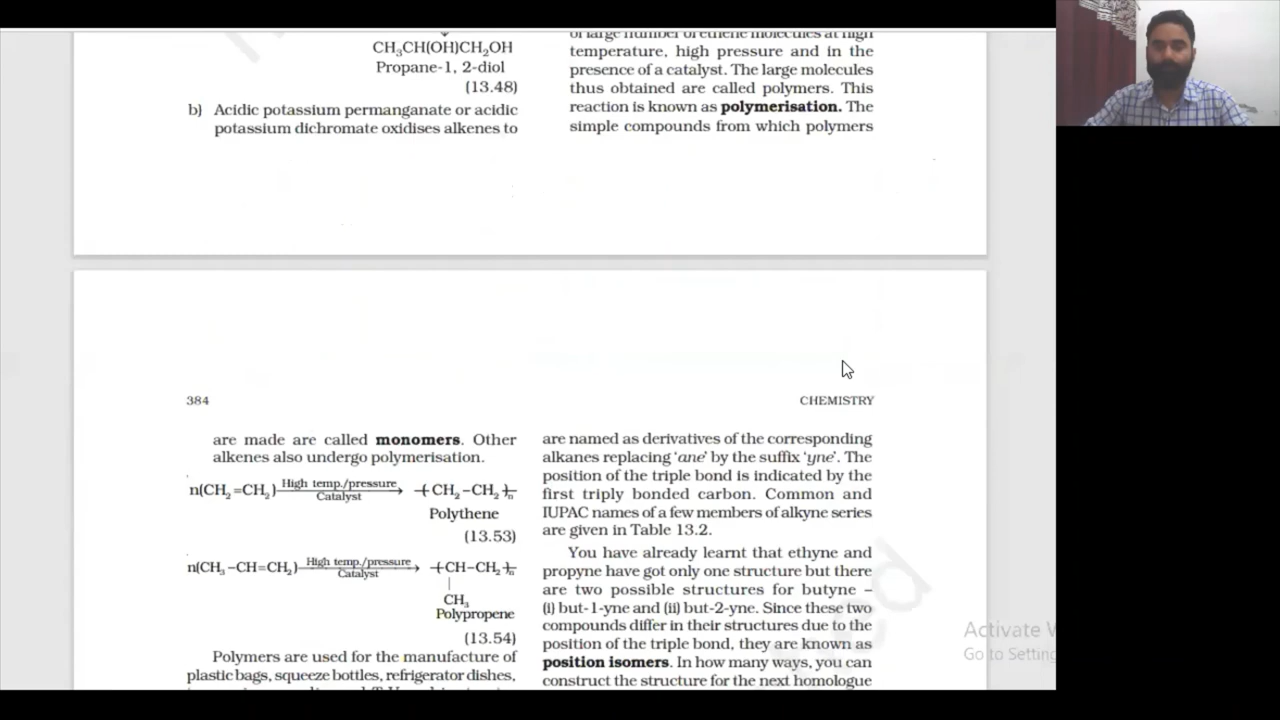 CH₃CH(OH)CH₂OH
Propane-1, 2-diol
(13.48)
b) Acidic potassium permanganate or acidic
potassium dichromate oxidises alkenes to
of large number of ethene molecules at high
temperature, high pressure and in the
presence of a catalyst. The large molecules
thus obtained are called polymers. This
reaction is known as polymerisation. The
simple compounds from which polymers
384
CHEMISTRY
are made are called monomers. Other
alkenes also undergo polymerisation.
n(CH₂=CH₂) High temp./pressure Catalyst → –(CH₂–CH₂)–ₙ
Polythene
(13.53)
n(CH₃–CH=CH₂) High temp./pressure Catalyst → –(CH–CH₂)–ₙ
CH₃
Polypropene
(13.54)
Polymers are used for the manufacture of
plastic bags, squeeze bottles, refrigerator dishes,
are named as derivatives of the corresponding
alkanes replacing ‘ane’ by the suffix ‘yne’. The
position of the triple bond is indicated by the
first triply bonded carbon. Common and
IUPAC names of a few members of alkyne series
are given in Table 13.2.
You have already learnt that ethyne and
propyne have got only one structure but there
are two possible structures for butyne –
(i) but-1-yne and (ii) but-2-yne. Since these two
compounds differ in their structures due to the
position of the triple bond, they are known as
position isomers. In how many ways, you can
construct the structure for the next homologue
Activate W
Go to Setting